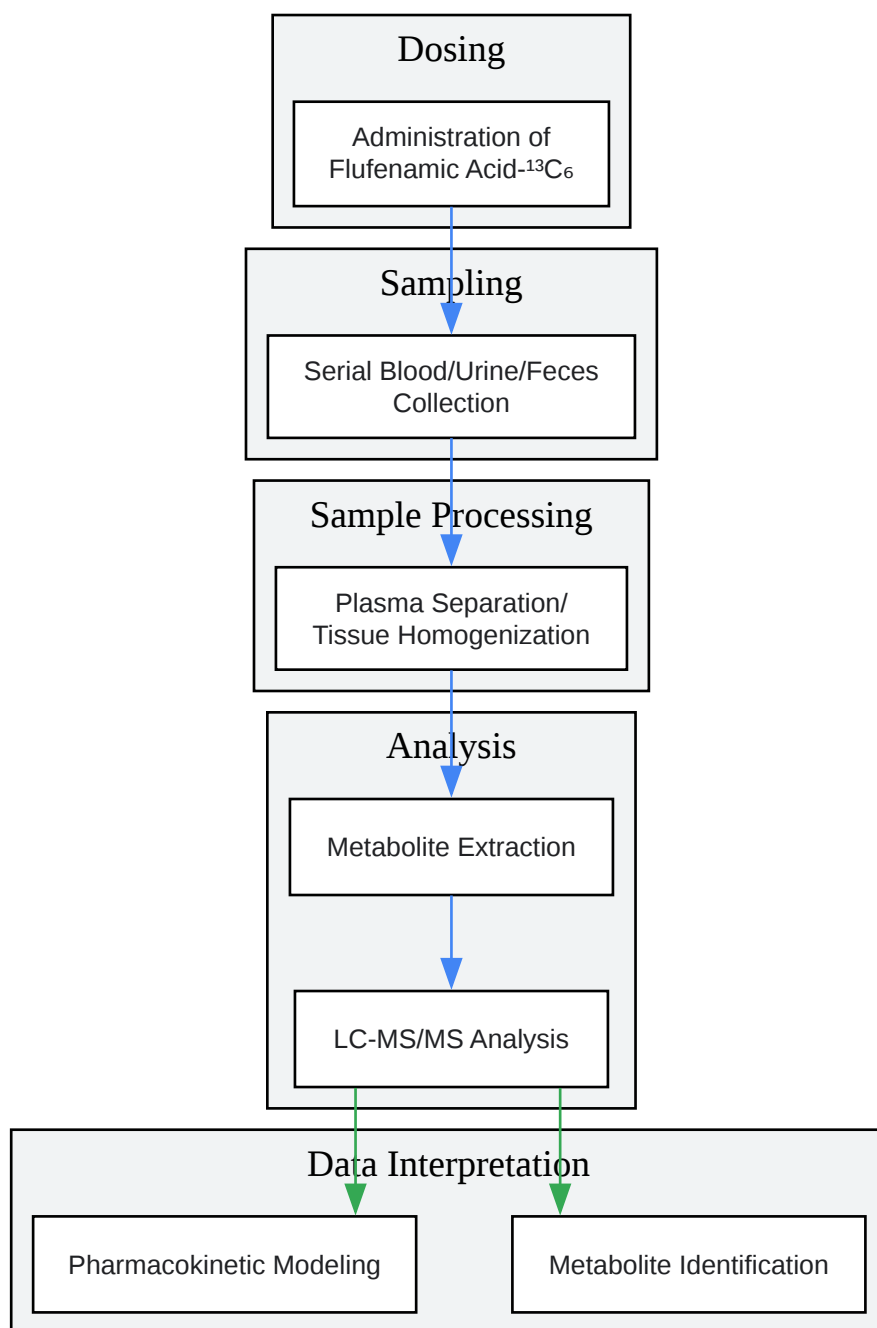 Dosing
Administration of
Flufenamic Acid-¹³C₆
Sampling
Serial Blood/Urine/Feces
Collection
Sample Processing
Plasma Separation/
Tissue Homogenization
Analysis
Metabolite Extraction
LC-MS/MS Analysis
Data Interpretation
Pharmacokinetic Modeling
Metabolite Identification